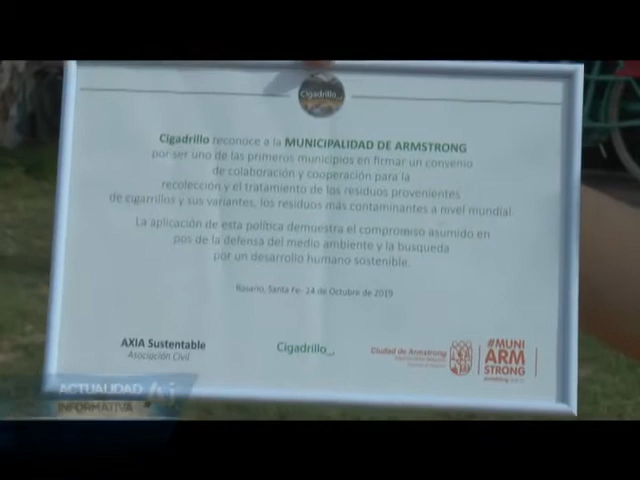 Cigadrillo
Cigadrillo reconoce a la MUNICIPALIDAD DE ARMSTRONG
por ser uno de las primeros municipios en firmar un convenio
de colaboración y cooperación para la
recolección y el tratamiento de los residuos provenientes
de cigarrillos y sus variantes, los residuos más contaminantes a nivel mundial.
La aplicación de esta política demuestra el compromiso asumido en
pos de la defensa del medio ambiente y la busqueda
por un desarrollo humano sostenible.
Rosario, Santa Fe- 24 de Octubre de 2019
AXIA Sustentable
Asociación Civil
Cigadrillo_.
Ciudad de Armstrong
#MUNI
ARM
STRONG
ACTUALIDAD
INFORMATIVA